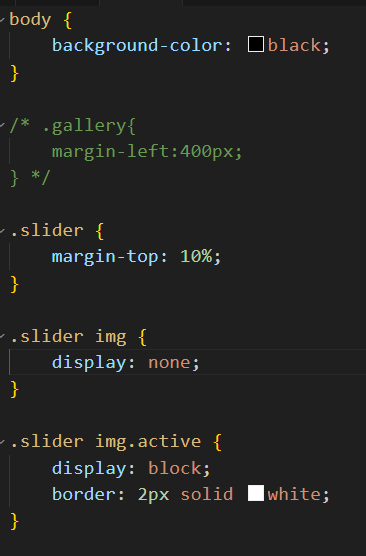 body {
    background-color: black;
}

/* .gallery{
    margin-left:400px;
} */

.slider {
    margin-top: 10%;
}

.slider img {
    display: none;
}

.slider img.active {
    display: block;
    border: 2px solid white;
}